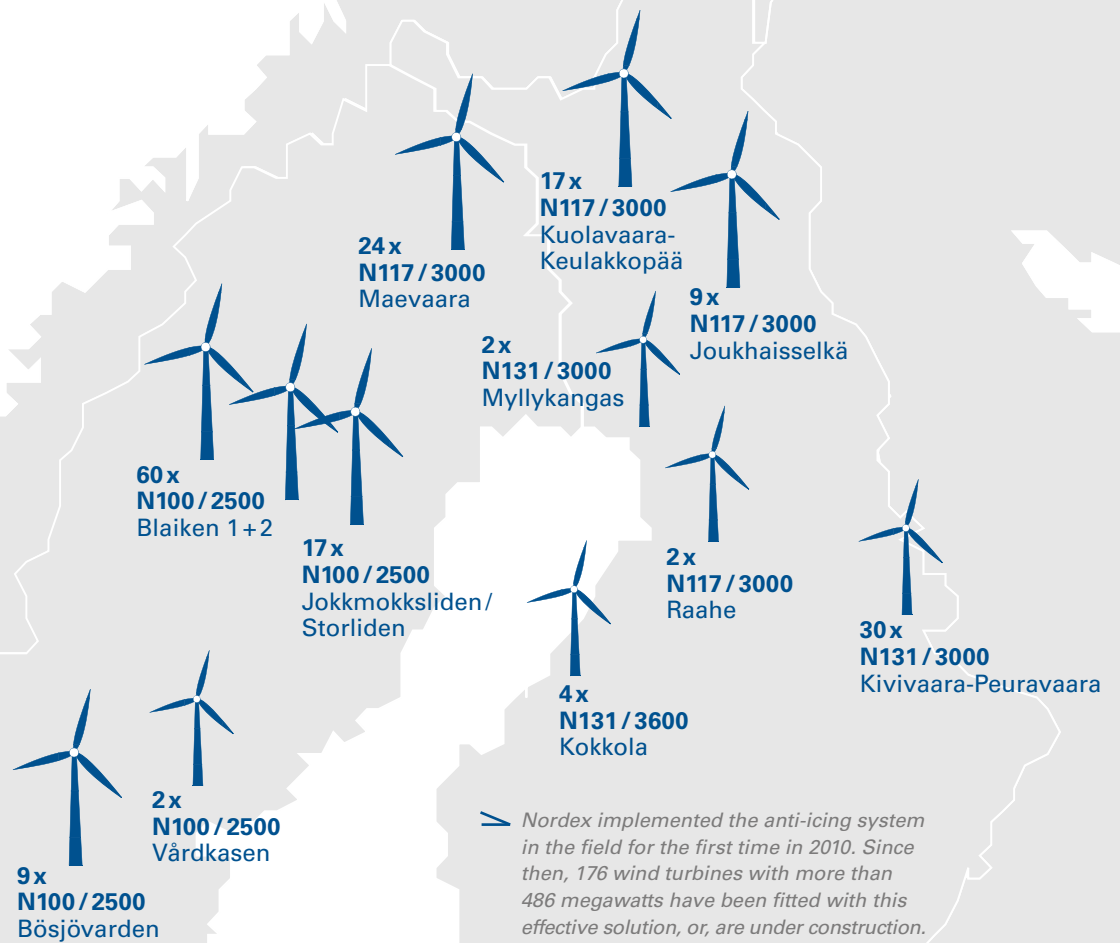 17 x
N117 / 3000
Kuolavaara-
Keulakkopää
24 x
N117 / 3000
Maevaara
9 x
N117 / 3000
Joukhaisselkä
2 x
N131 / 3000
Myllykangas
60 x
N100 / 2500
Blaiken 1 + 2
17 x
N100 / 2500
Jokkmokksliden /
Storliden
2 x
N117 / 3000
Raahe
30 x
N131 / 3000
Kivivaara-Peuravaara
4 x
N131 / 3600
Kokkola
2 x
N100 / 2500
Vårdkasen
9 x
N100 / 2500
Bösjövarden
Nordex implemented the anti-icing system
in the field for the first time in 2010. Since
then, 176 wind turbines with more than
486 megawatts have been fitted with this
effective solution, or, are under construction.